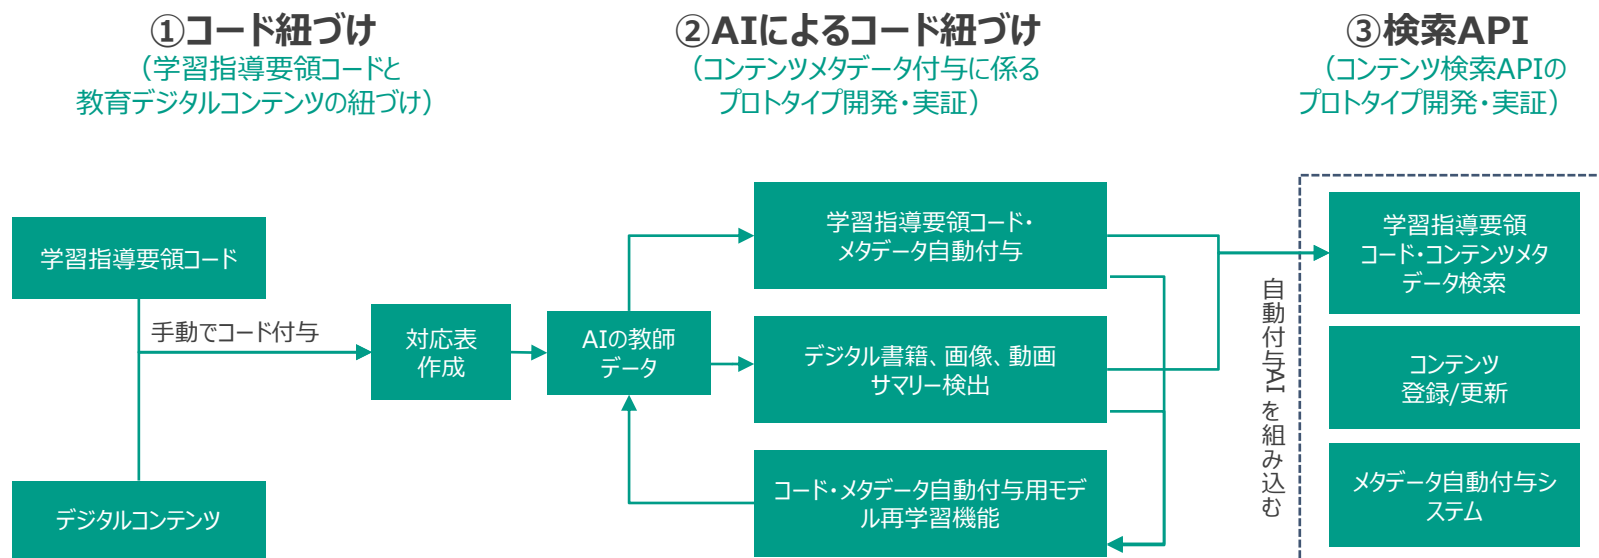 ①コード紐づけ
（学習指導要領コードと
教育デジタルコンテンツの紐づけ）
②AIによるコード紐づけ
（コンテンツメタデータ付与に係る
プロトタイプ開発・実証）
③検索API
（コンテンツ検索APIの
プロトタイプ開発・実証）
学習指導要領コード
手動でコード付与
デジタルコンテンツ
対応表
作成
AIの教師
データ
学習指導要領コード・
メタデータ自動付与
デジタル書籍、画像、動画
サマリー検出
コード・メタデータ自動付与用モデ
ル再学習機能
自動付与AIを組み込む
学習指導要領
コード・コンテンツメタ
データ検索
コンテンツ
登録/更新
メタデータ自動付与シ
ステム